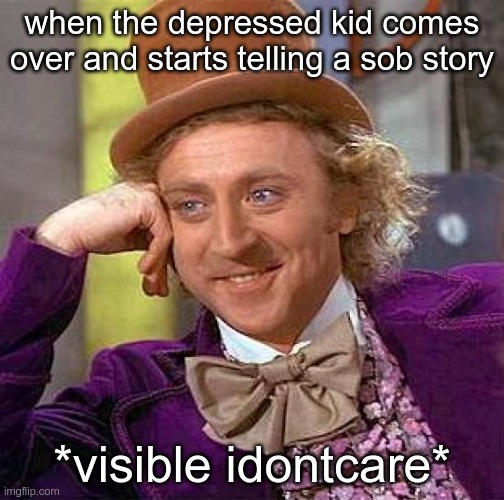 when the depressed kid comes
over and starts telling a sob story
*visible idontcare*
imgflip.com